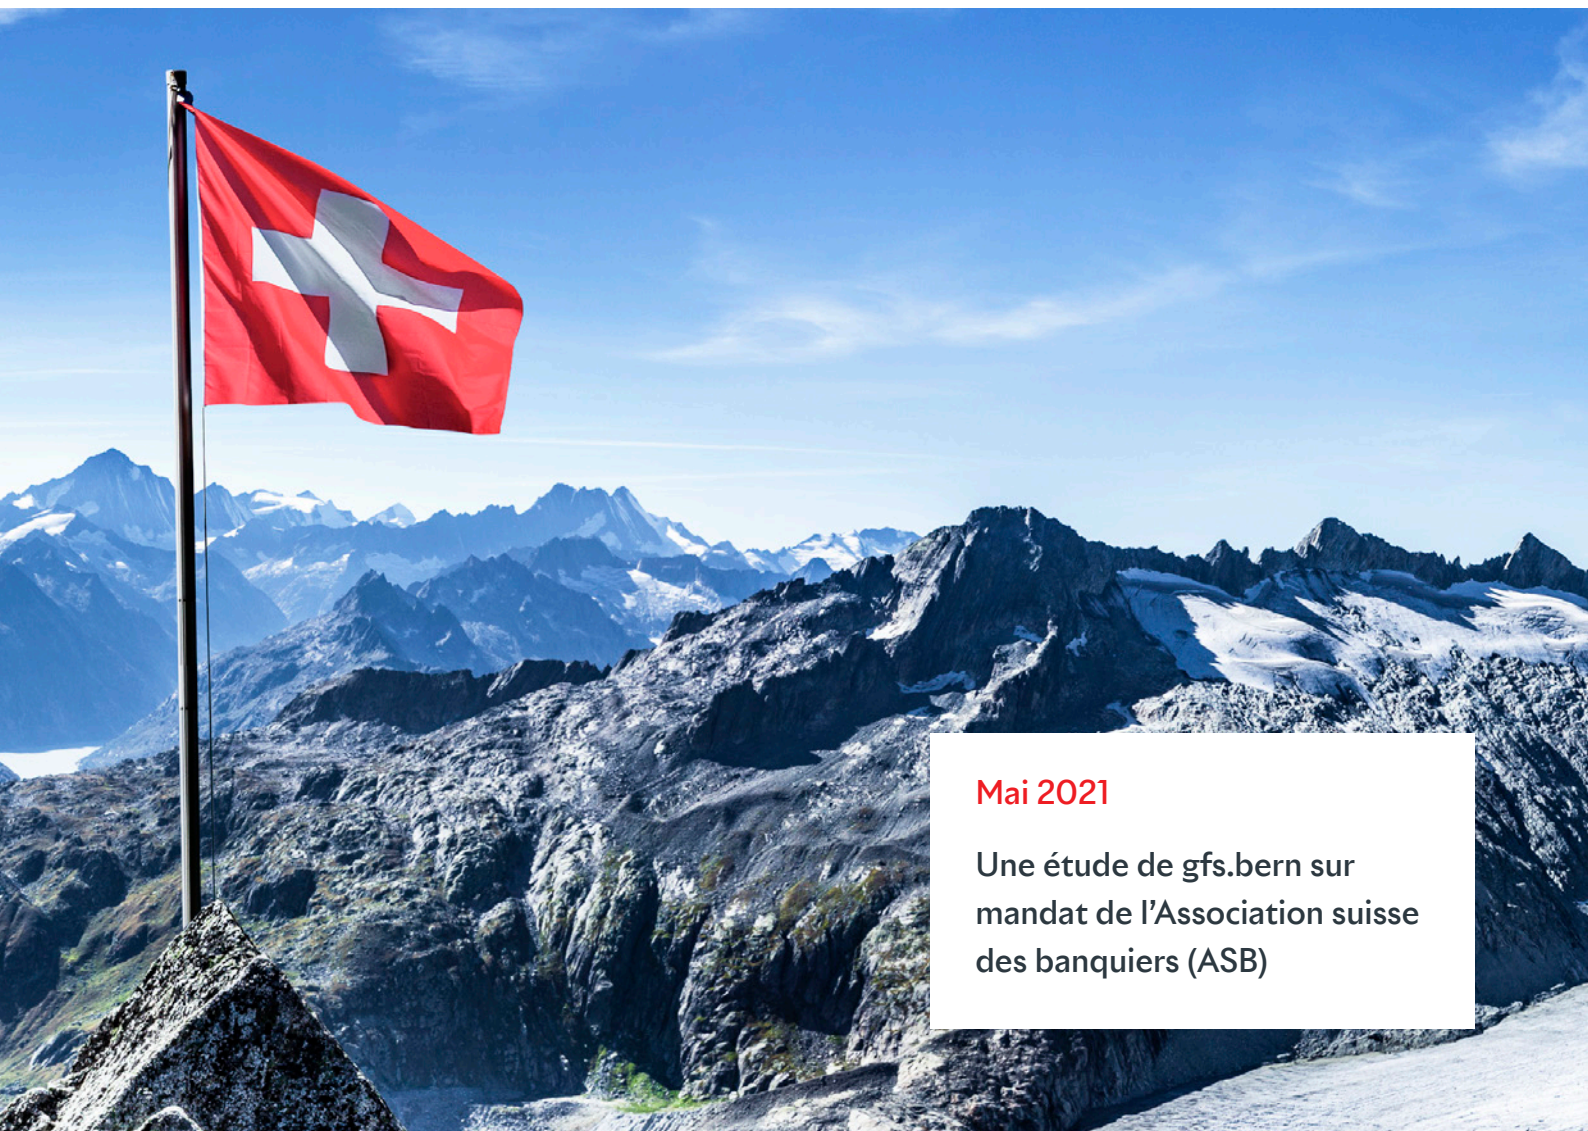 Mai 2021
Une étude de gfs.bern sur
mandat de l’Association suisse
des banquiers (ASB)